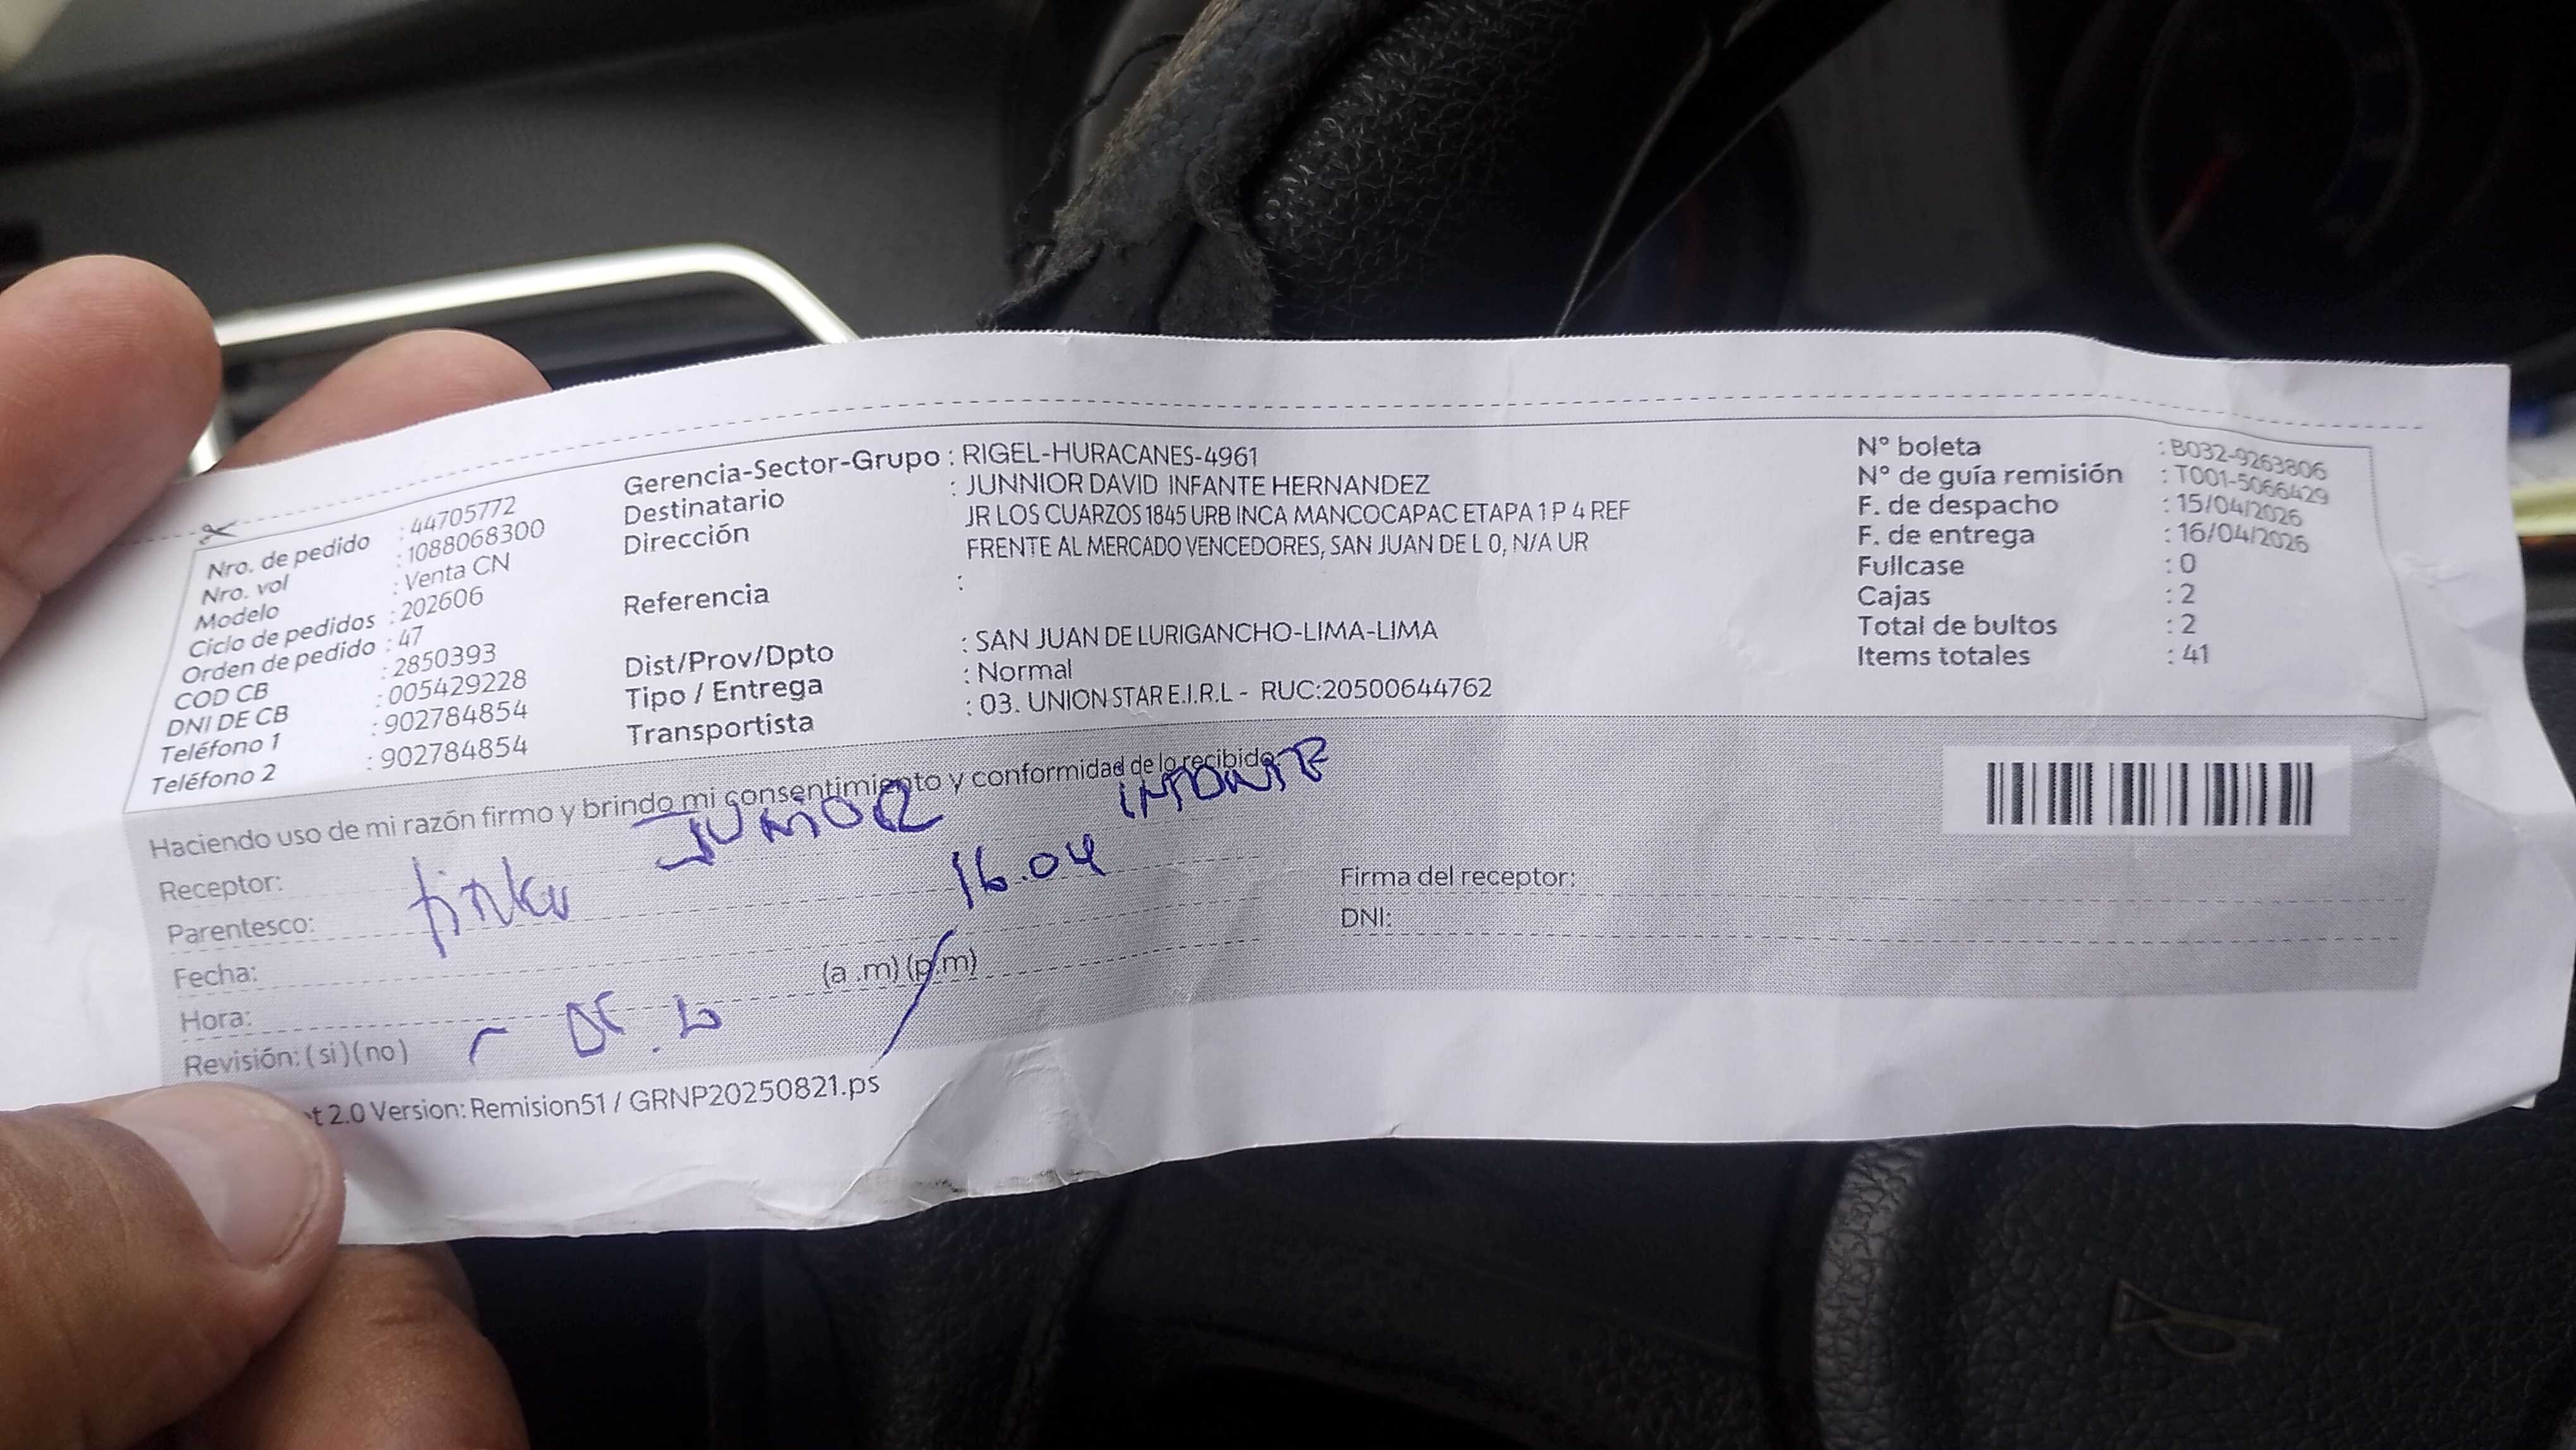 Nro. de pedido : 44705772
Nro. vol : 1088068300
Modelo : Venta CN
Ciclo de pedidos : 202606
Orden de pedido : 47
COD CB : 2850393
DNI DE CB : 005429228
Teléfono 1 : 902784854
Teléfono 2 : 902784854
Gerencia-Sector-Grupo : RIGEL-HURACANES-4961
Destinatario : JUNNIOR DAVID INFANTE HERNANDEZ
Dirección JR LOS CUARZOS 1845 URB INCA MANCOCAPAC ETAPA 1 P 4 REF
FRENTE AL MERCADO VENCEDORES, SAN JUAN DE L 0, N/A UR
Referencia :
Dist/Prov/Dpto : SAN JUAN DE LURIGANCHO-LIMA-LIMA
Tipo / Entrega : Normal
Transportista : 03. UNION STAR E.I.R.L - RUC:20500644762
N° boleta : B032-9263806
N° de guía remisión : T001-5066429
F. de despacho : 15/04/2026
F. de entrega : 16/04/2026
Fullcase : 0
Cajas : 2
Total de bultos : 2
Items totales : 41
Haciendo uso de mi razón firmo y brindo mi consentimiento y conformidad de lo recibido
Receptor: JUNIOR INFANTE
Parentesco:
Fecha: 16.04
Hora: (a .m) (p.m)
Revisión: (si) (no)
Firma del receptor:
DNI:
t 2.0 Version: Remision51 / GRNP20250821.ps